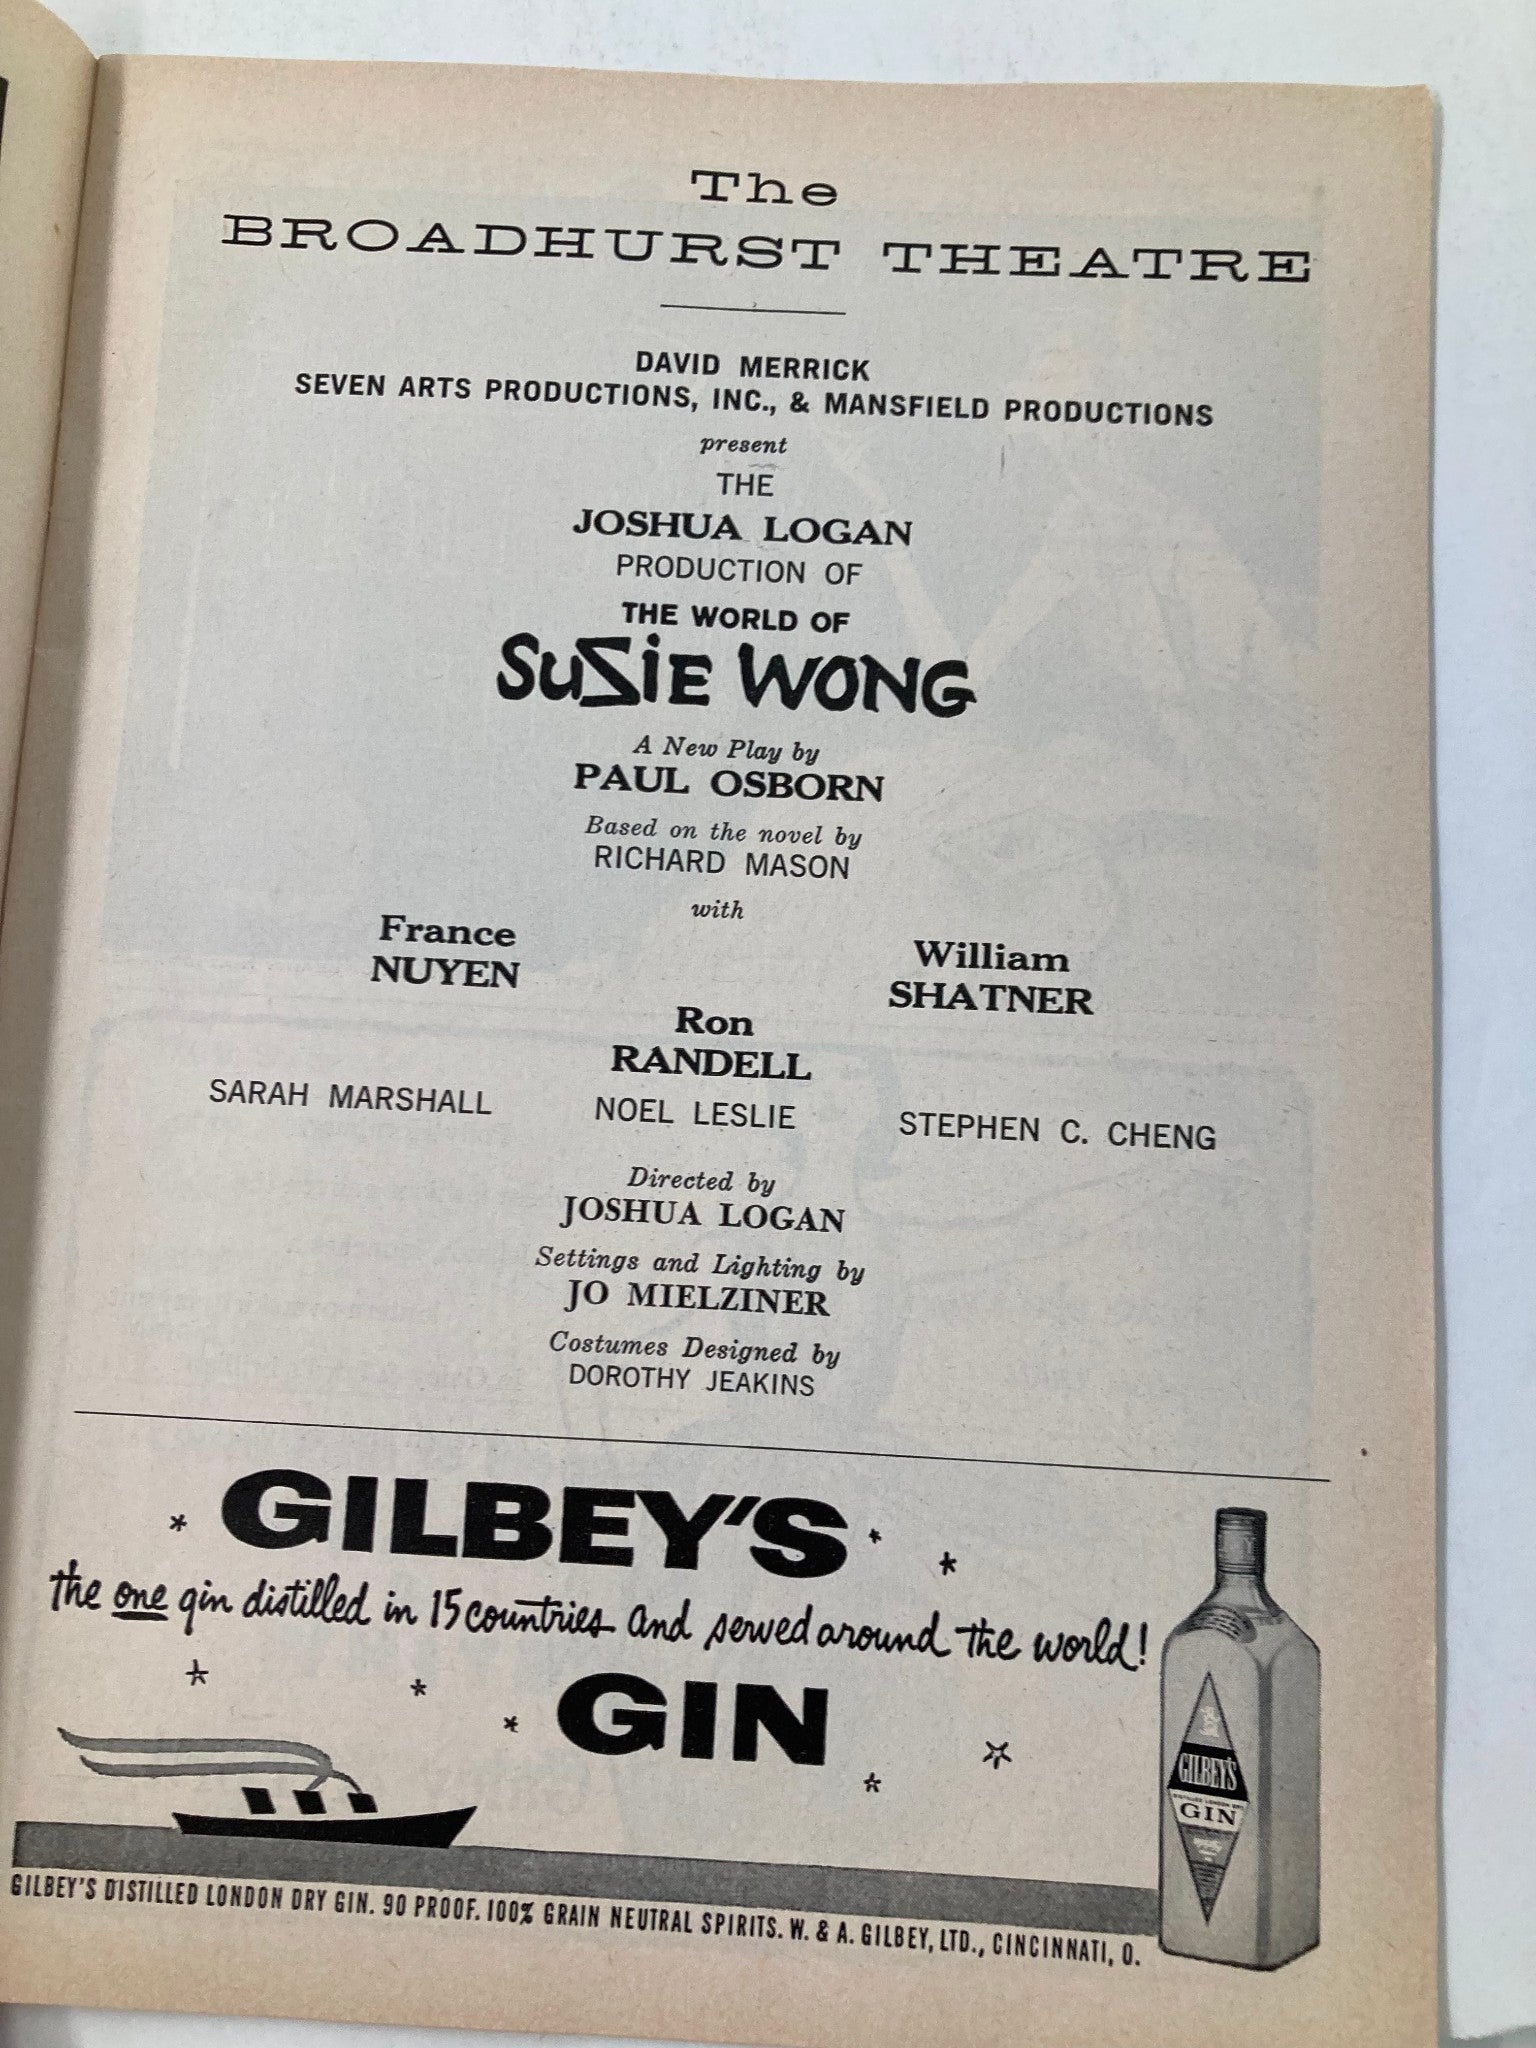 The
BROADHURST THEATRE
DAVID MERRICK
SEVEN ARTS PRODUCTIONS, INC., & MANSFIELD PRODUCTIONS
present
THE
JOSHUA LOGAN
PRODUCTION OF
THE WORLD OF
SUZIE WONG
A New Play by
PAUL OSBORN
Based on the novel by
RICHARD MASON
with
France
NUYEN
William
SHATNER
Ron
RANDELL
SARAH MARSHALL NOEL LESLIE STEPHEN C. CHENG
Directed by
JOSHUA LOGAN
Settings and Lighting by
JO MIELZINER
Costumes Designed by
DOROTHY JEAKINS
GILBEY'S
the one gin distilled in 15 countries and served around the world!
GIN
GILBEY'S
GIN
GILBEY'S DISTILLED LONDON DRY GIN. 90 PROOF. 100% GRAIN NEUTRAL SPIRITS. W. & A. GILBEY, LTD., CINCINNATI, O.